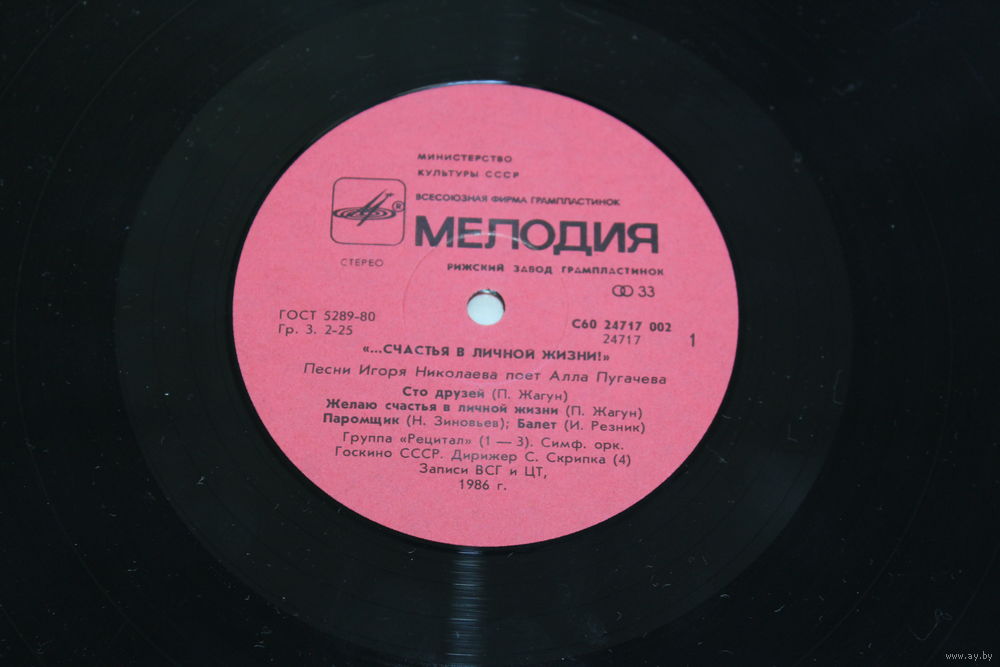 МИНИСТЕРСТВО
КУЛЬТУРЫ СССР
ВСЕСОЮЗНАЯ ФИРМА ГРАМПЛАСТИНОК
®
МЕЛОДИЯ
СТЕРЕО
РИЖСКИЙ ЗАВОД ГРАМПЛАСТИНОК
33
ГОСТ 5289-80
Гр. 3. 2-25
С60 24717 002
24717
1
«...СЧАСТЬЯ В ЛИЧНОЙ ЖИЗНИ!»
Песни Игоря Николаева поет Алла Пугачева
Сто друзей (П. Жагун)
Желаю счастья в личной жизни (П. Жагун)
Паромщик (Н. Зиновьев); Балет (И. Резник)
Группа «Рецитал» (1 — 3). Симф. орк.
Госкино СССР. Дирижер С. Скрипка (4)
Записи ВСГ и ЦТ,
1986 г.
www.ay.by